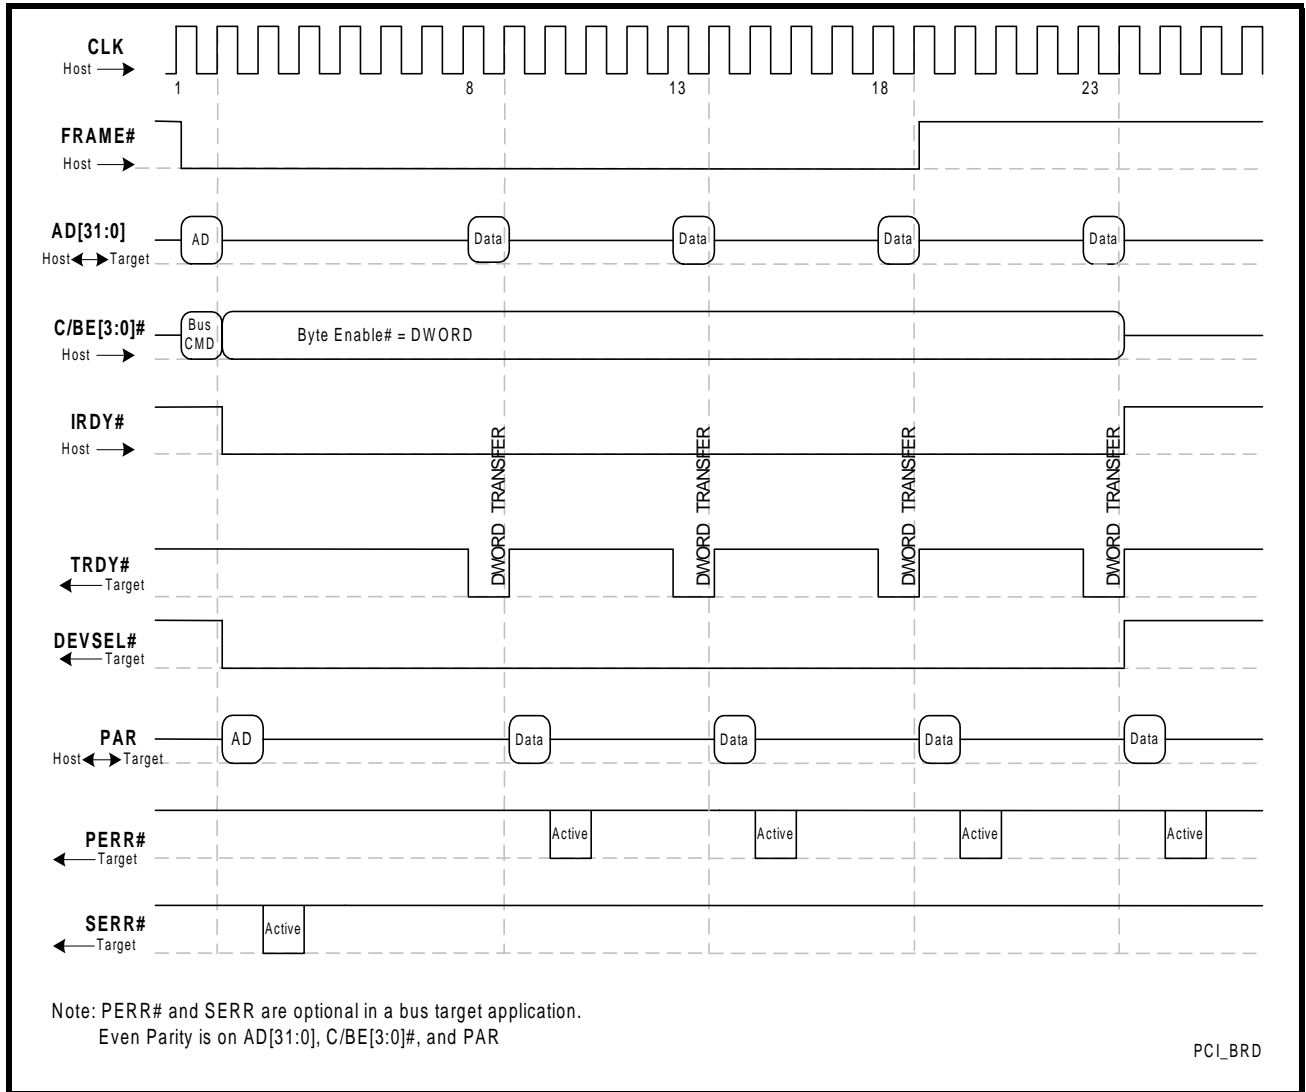 CLK
Host
1 8 13 18 23
FRAME#
Host
AD[31:0]
Host Target
AD Data Data Data Data
C/BE[3:0]#
Host
Bus
CMD
Byte Enable# = DWORD
IRDY#
Host
DWORD TRANSFER
DWORD TRANSFER
DWORD TRANSFER
DWORD TRANSFER
TRDY#
Target
DEVSEL#
Target
PAR
Host Target
AD Data Data Data Data
PERR#
Target
Active Active Active Active
SERR#
Target
Active
Note: PERR# and SERR are optional in a bus target application.
Even Parity is on AD[31:0], C/BE[3:0]#, and PAR
PCI_BRD